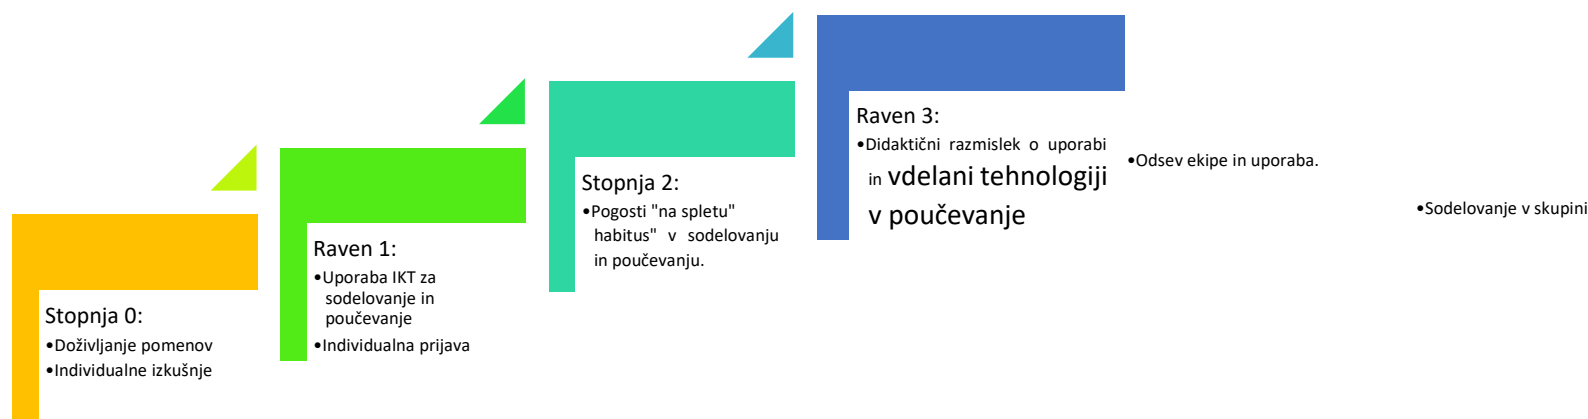 Stopnja 0:
•Doživljanje pomenov
•Individualne izkušnje
Raven 1:
•Uporaba IKT za
sodelovanje in
poučevanje
•Individualna prijava
Stopnja 2:
•Pogosti "na spletu"
habitus" v sodelovanju
in poučevanju.
Raven 3:
•Didaktični razmislek o uporabi
in vdelani tehnologiji
v poučevanje
•Odsev ekipe in uporaba.
•Sodelovanje v skupini